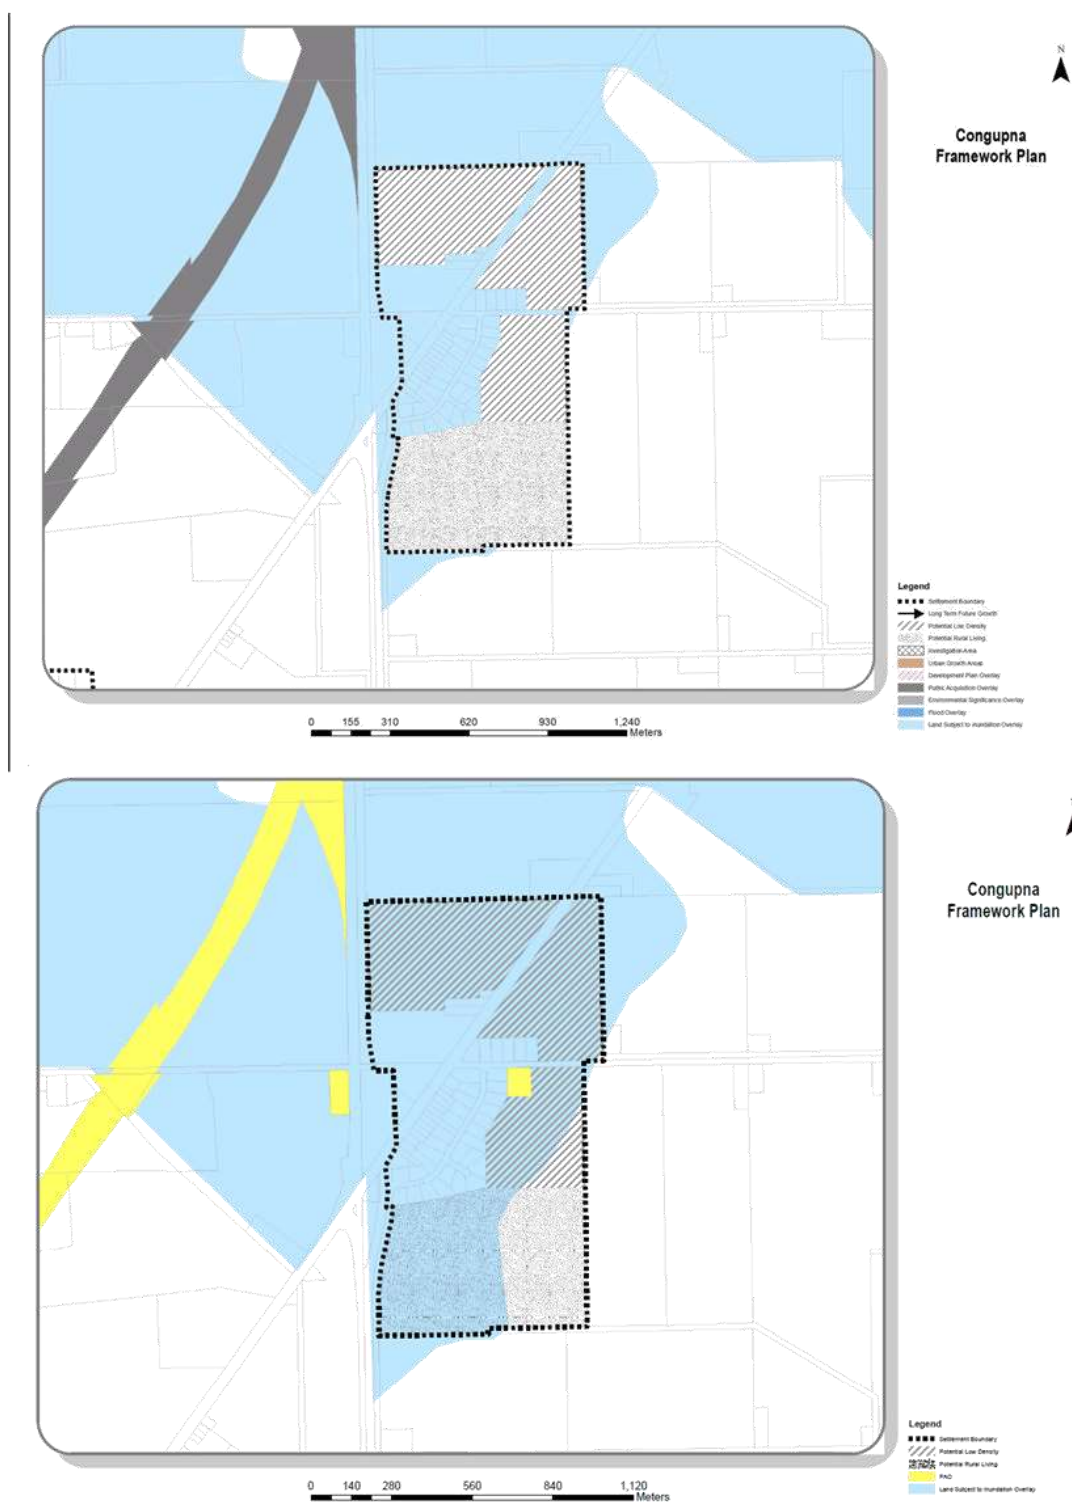 N
Congupna
Framework Plan
Legend
Settlement Boundary
Long Term Future Growth
Potential Low Density
Potential Rural Living
Investigation Area
Urban Growth Areas
Development Plan Overlay
Public Acquisition Overlay
Environmental Significance Overlay
Flood Overlay
Land Subject to Inundation Overlay
0 155 310 620 930 1,240
Meters
Congupna
Framework Plan
Legend
Settlement Boundary
Potential Low Density
Potential Rural Living
PAO
Land Subject to Inundation Overlay
0 140 280 560 840 1,120
Meters